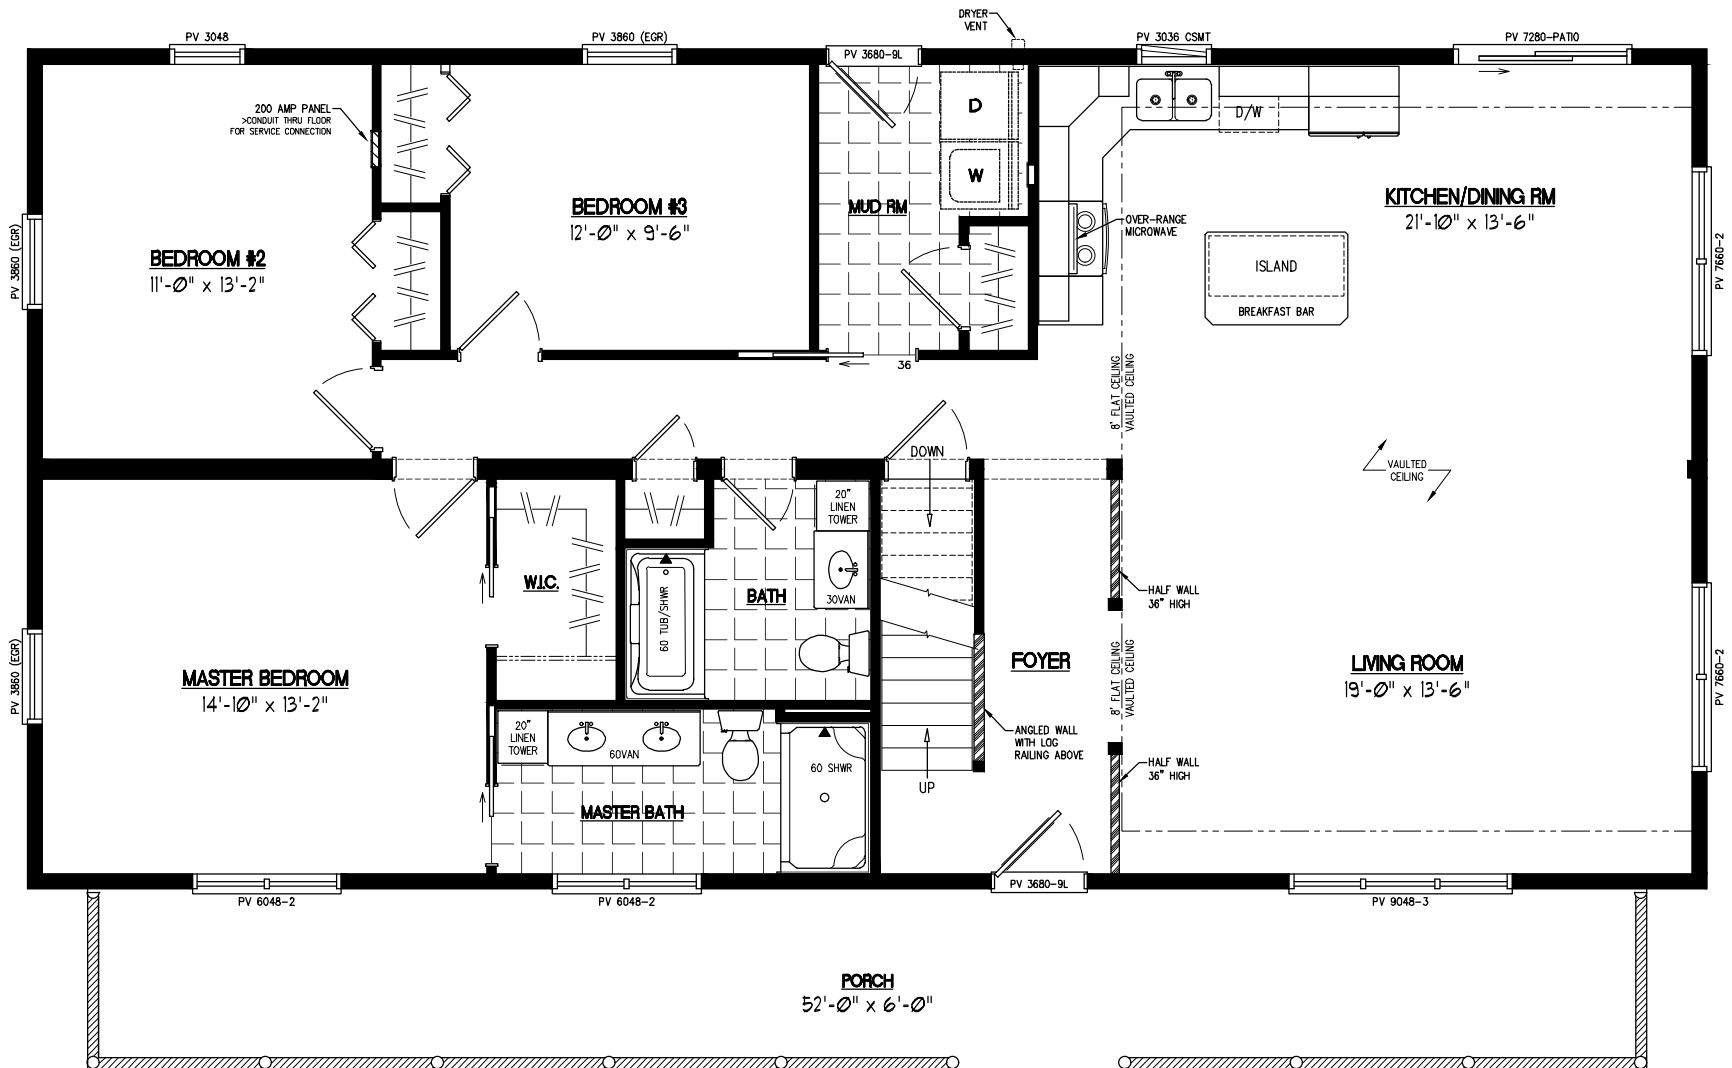 DRYER
VENT
PV 3048
PV 3860 (EGR)
PV 3680-9L
PV 3036 CSMT
PV 7280-PATIO
200 AMP PANEL
>CONDUIT THRU FLOOR
FOR SERVICE CONNECTION
D
W
D/W
BEDROOM #3
12'-0" x 9'-6"
MUD RM
OVER-RANGE
MICROWAVE
KITCHEN/DINING RM
21'-10" x 13'-6"
BEDROOM #2
11'-0" x 13'-2"
PV 3860 (EGR)
PV 7660-2
ISLAND
BREAKFAST BAR
36
8' FLAT CEILING
VAULTED CEILING
DOWN
VAULTED
CEILING
20"
LINEN
TOWER
W.I.C.
60 TUB/SHWR
BATH
30VAN
HALF WALL
36" HIGH
FOYER
8' FLAT CEILING
VAULTED CEILING
LIVING ROOM
19'-0" x 13'-6"
PV 7660-2
PV 3860 (EGR)
MASTER BEDROOM
14'-10" x 13'-2"
20"
LINEN
TOWER
60VAN
60 SHWR
ANGLED WALL
WITH LOG
RAILING ABOVE
UP
HALF WALL
36" HIGH
MASTER BATH
PV 3680-9L
PV 6048-2
PV 6048-2
PV 9048-3
PORCH
52'-0" x 6'-0"